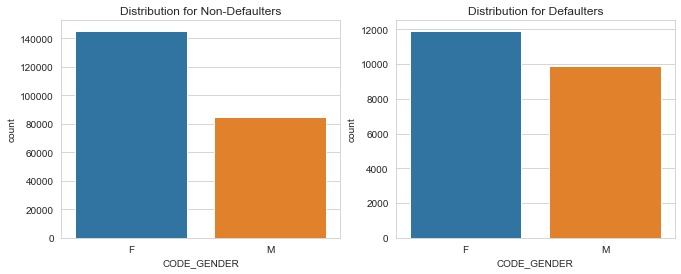 Distribution for Non-Defaulters
140000
120000
100000
80000
60000
40000
20000
0
count
F
M
CODE_GENDER
Distribution for Defaulters
12000
10000
8000
6000
4000
2000
0
count
F
M
CODE_GENDER